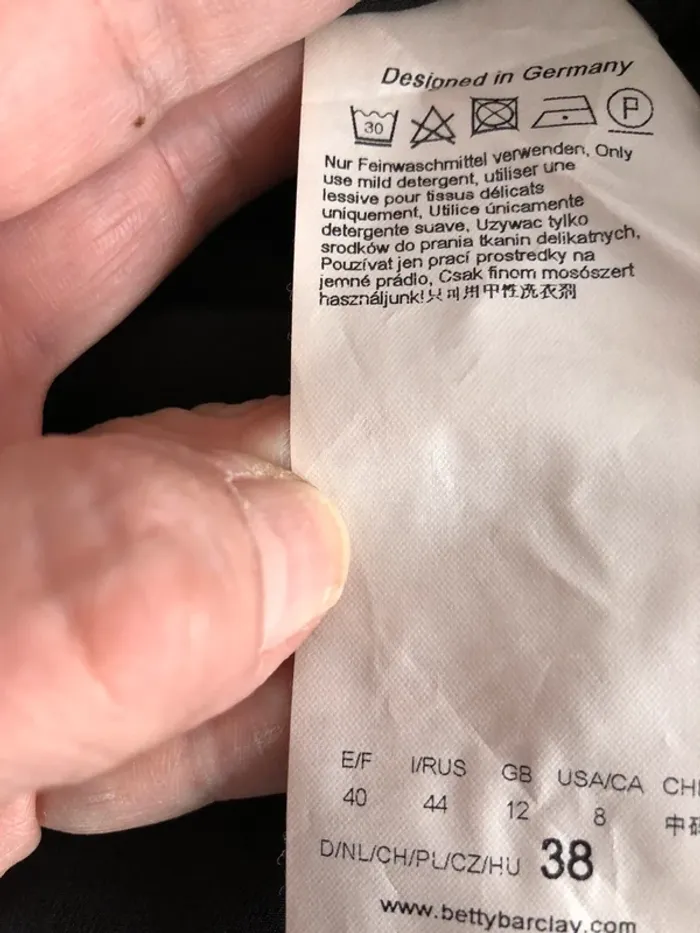 Designed in Germany
30 P
Nur Feinwaschmittel verwenden, Only
use mild detergent, utiliser une
lessive pour tissus délicats
uniquement, Utilice únicamente
detergente suave, Uzywac tylko
srodków do prania tkanin delikatnych,
Pouzívat jen prací prostredky na
jemné prádlo, Csak finom mosószert
használjunk!只可用中性洗衣剂
E/F I/RUS GB USA/CA
40 44 12 8 中
D/NL/CH/PL/CZ/HU 38
www.bettybarclay.com